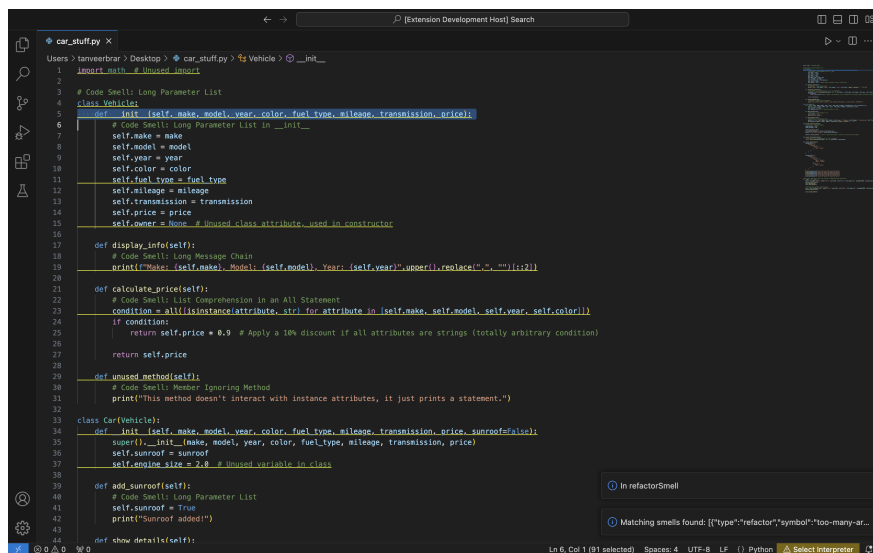 [Extension Development Host] Search
car_stuff.py
Users > tanveerbrar > Desktop > car_stuff.py > Vehicle > __init__
1 import math  # Unused import
2
3 # Code Smell: Long Parameter List
4 class Vehicle:
5     def __init__(self, make, model, year, color, fuel_type, mileage, transmission, price):
6         # Code Smell: Long Parameter List in __init__
7         self.make = make
8         self.model = model
9         self.year = year
10         self.color = color
11         self.fuel_type = fuel_type
12         self.mileage = mileage
13         self.transmission = transmission
14         self.price = price
15         self.owner = None  # Unused class attribute, used in constructor
16
17     def display_info(self):
18         # Code Smell: Long Message Chain
19         print(f"Make: {self.make}, Model: {self.model}, Year: {self.year}".upper().replace(",", "")[::2])
20
21     def calculate_price(self):
22         # Code Smell: List Comprehension in an All Statement
23         condition = all([isinstance(attribute, str) for attribute in [self.make, self.model, self.year, self.color]])
24         if condition:
25             return self.price * 0.9  # Apply a 10% discount if all attributes are strings (totally arbitrary condition)
26
27         return self.price
28
29     def unused_method(self):
30         # Code Smell: Member Ignoring Method
31         print("This method doesn't interact with instance attributes, it just prints a statement.")
32
33 class Car(Vehicle):
34     def __init__(self, make, model, year, color, fuel_type, mileage, transmission, price, sunroof=False):
35         super().__init__(make, model, year, color, fuel_type, mileage, transmission, price)
36         self.sunroof = sunroof
37         self.engine_size = 2.0  # Unused variable in class
38
39     def add_sunroof(self):
40         # Code Smell: Long Parameter List
41         self.sunroof = True
42         print("Sunroof added!")
43
44     def show_details(self):
In refactorSmell
Matching smells found: [{"type":"refactor","symbol":"too-many-ar...
0 0 0 Ln 6, Col 1 (91 selected) Spaces: 4 UTF-8 LF Python Select Interpreter